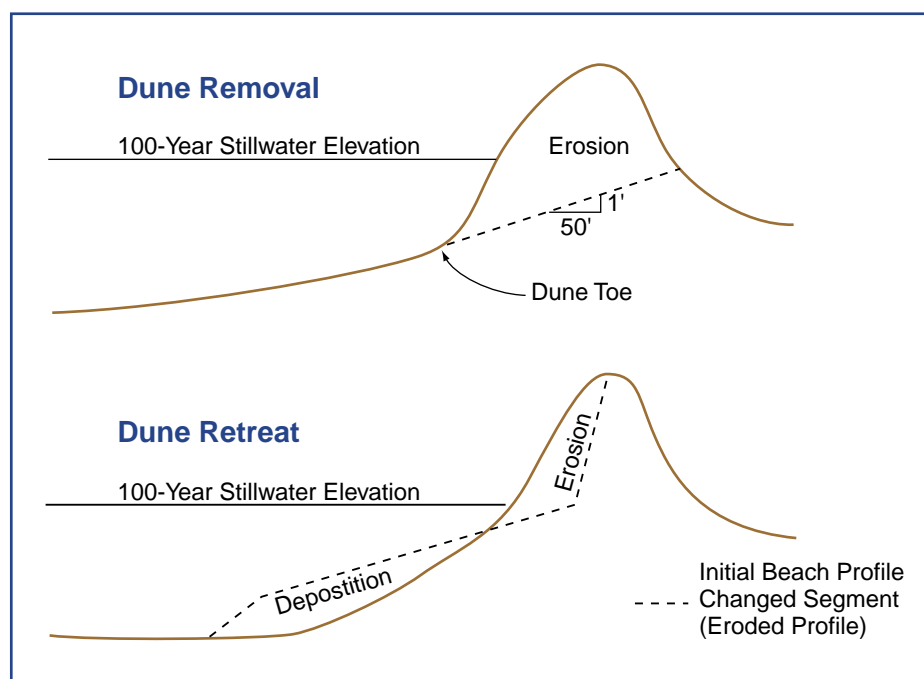 Dune Removal
100-Year Stillwater Elevation
Erosion
1'
50'
Dune Toe
Dune Retreat
Erosion
100-Year Stillwater Elevation
Depostition
Initial Beach Profile
Changed Segment
(Eroded Profile)